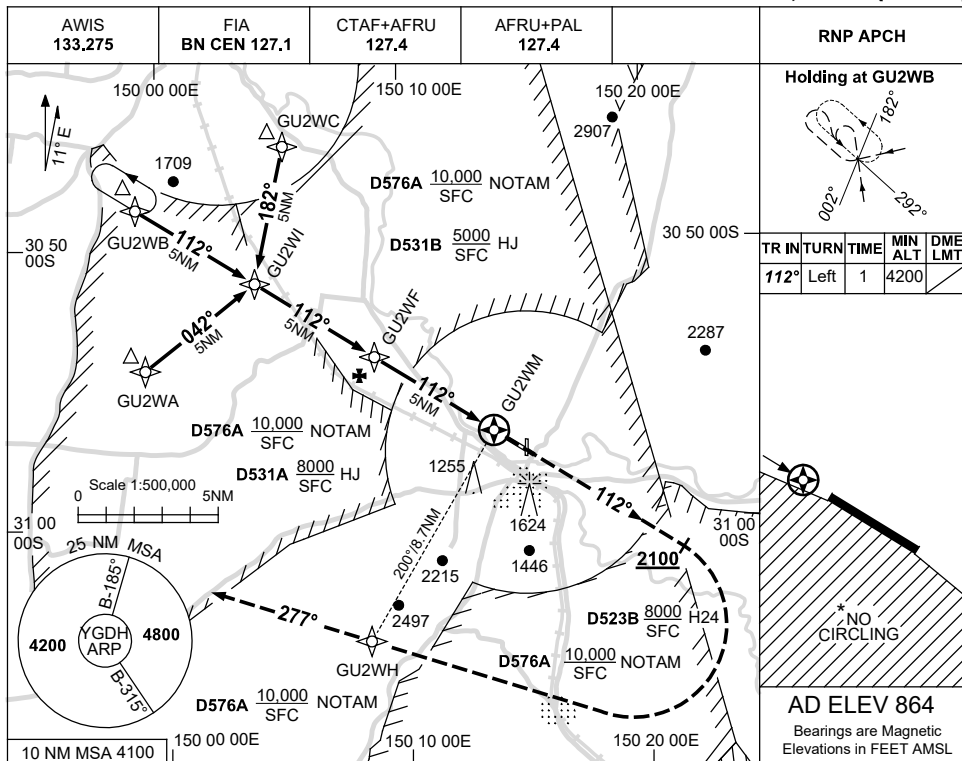 AWIS
133.275
FIA
BN CEN 127.1
CTAF+AFRU
127.4
AFRU+PAL
127.4
RNP APCH
150 00 00E
150 10 00E
150 20 00E
11° E
1709
GU2WC
2907
182°
5NM
D576A 10,000 SFC NOTAM
D531B 5000 SFC HJ
GU2WB
112°
5NM
GU2WI
30 50
00S
30 50 00S
042°
5NM
112°
5NM
GU2WF
2287
GU2WA
112°
5NM
GU2WM
D576A 10,000 SFC NOTAM
D531A 8000 SFC HJ
1255
Scale 1:500,000
0
5NM
1624
112°
31 00
00S
31 00
00S
25 NM MSA
B-185°
4200
YGDH
ARP
4800
B-315°
200°/8.7NM
2215
1446
2100
2497
277°
GU2WH
D523B 8000 SFC H24
D576A 10,000 SFC NOTAM
D576A 10,000 SFC NOTAM
10 NM MSA 4100
150 00 00E
150 10 00E
150 20 00E
Holding at GU2WB
182°
002°
292°
TR IN TURN TIME MIN ALT DME LMT
112° Left 1 4200
*NO
CIRCLING
AD ELEV 864
Bearings are Magnetic
Elevations in FEET AMSL